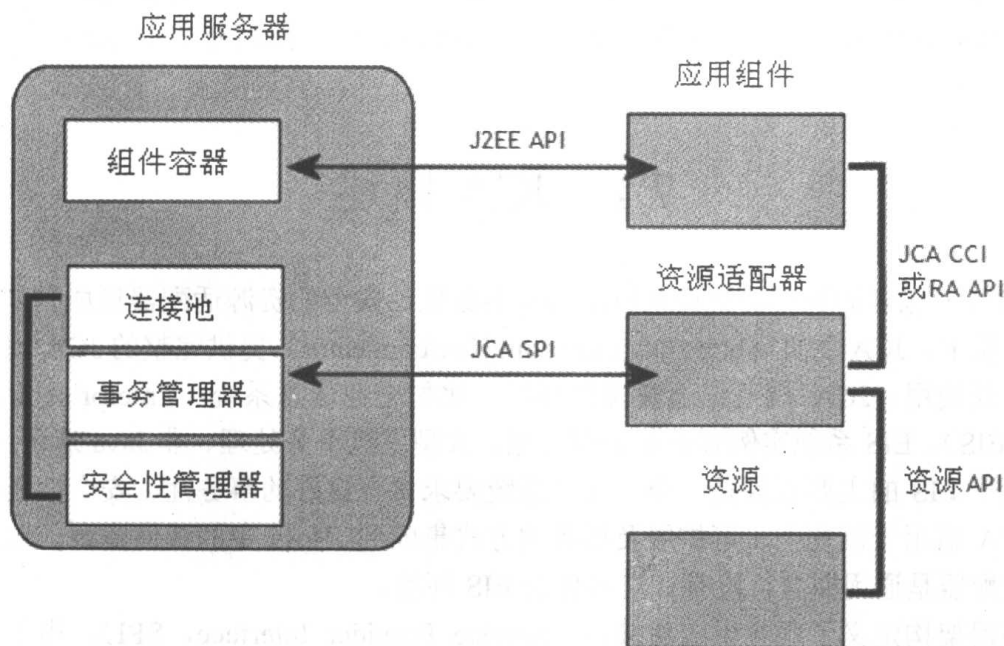 应用服务器
应用组件
组件容器
J2EE API
JCA CCI
或RA API
资源适配器
连接池
JCA SPI
事务管理器
安全性管理器
资源
资源API